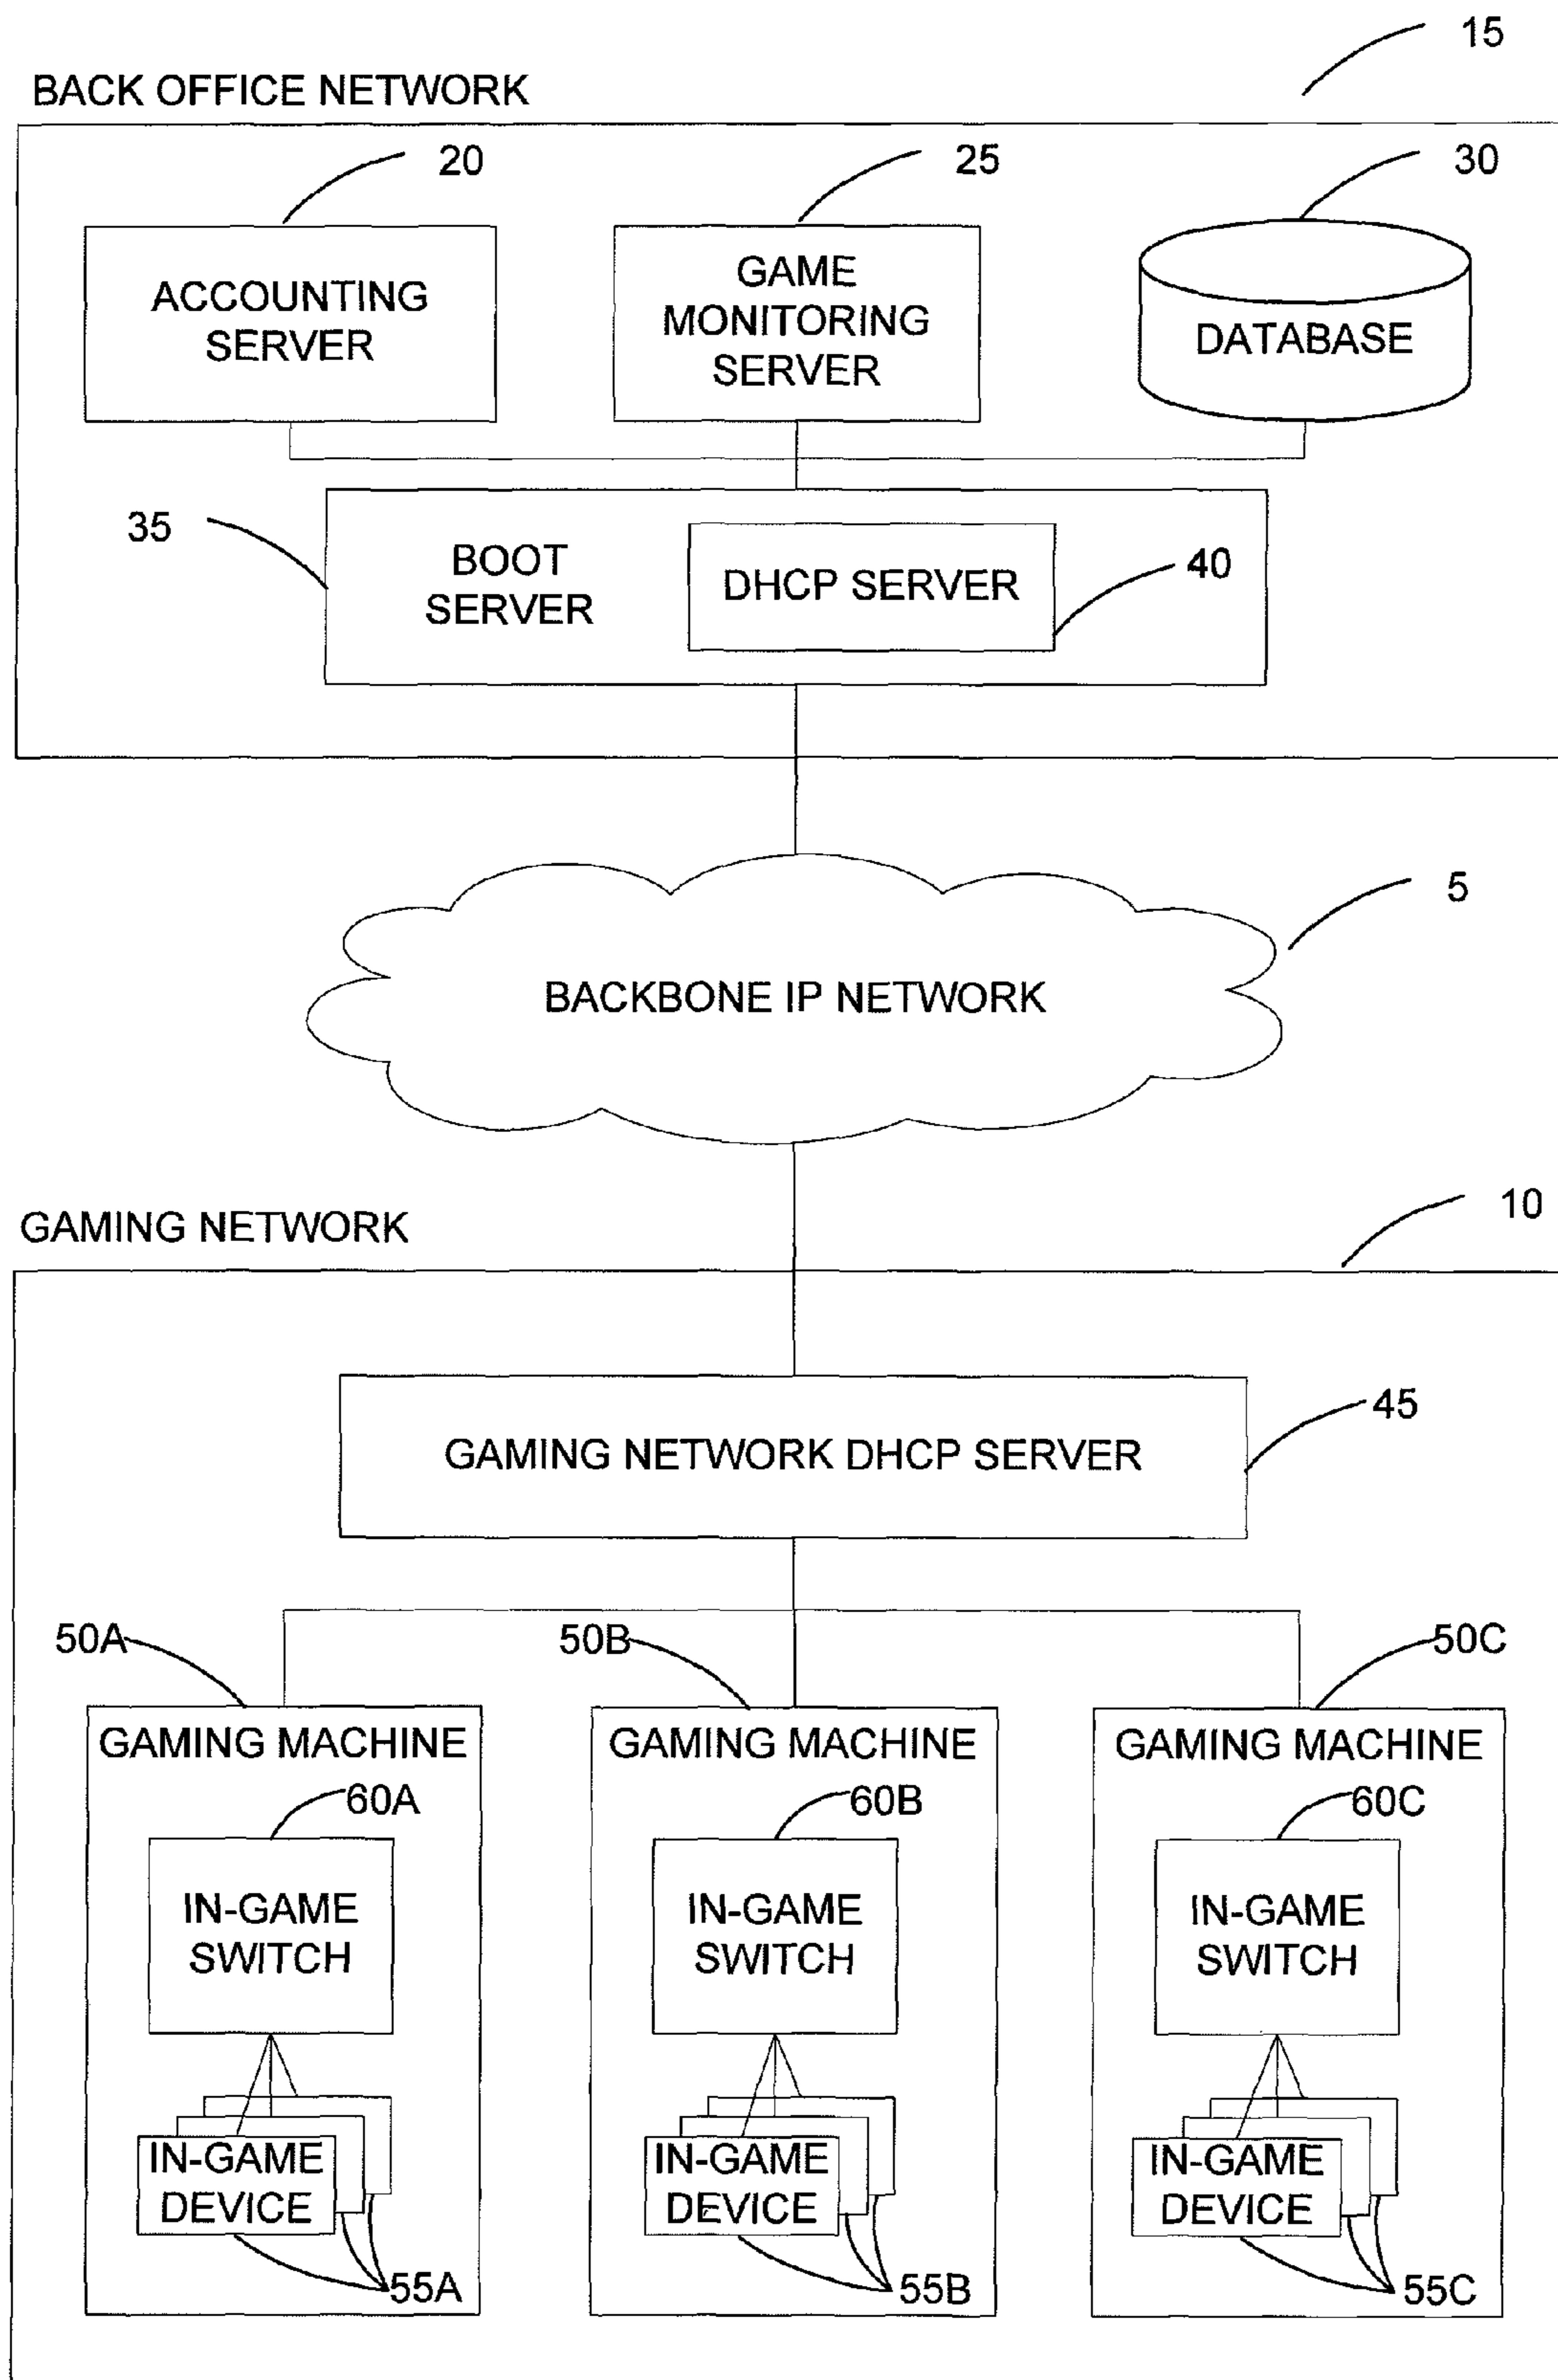 15
BACK OFFICE NETWORK
20
25
30
ACCOUNTING
SERVER
GAME
MONITORING
SERVER
DATABASE
35
BOOT
SERVER
DHCP SERVER
40
5
BACKBONE IP NETWORK
10
GAMING NETWORK
45
GAMING NETWORK DHCP SERVER
50A
50B
50C
GAMING MACHINE
60A
IN-GAME
SWITCH
IN-GAME
DEVICE
55A
GAMING MACHINE
60B
IN-GAME
SWITCH
IN-GAME
DEVICE
55B
GAMING MACHINE
60C
IN-GAME
SWITCH
IN-GAME
DEVICE
55C